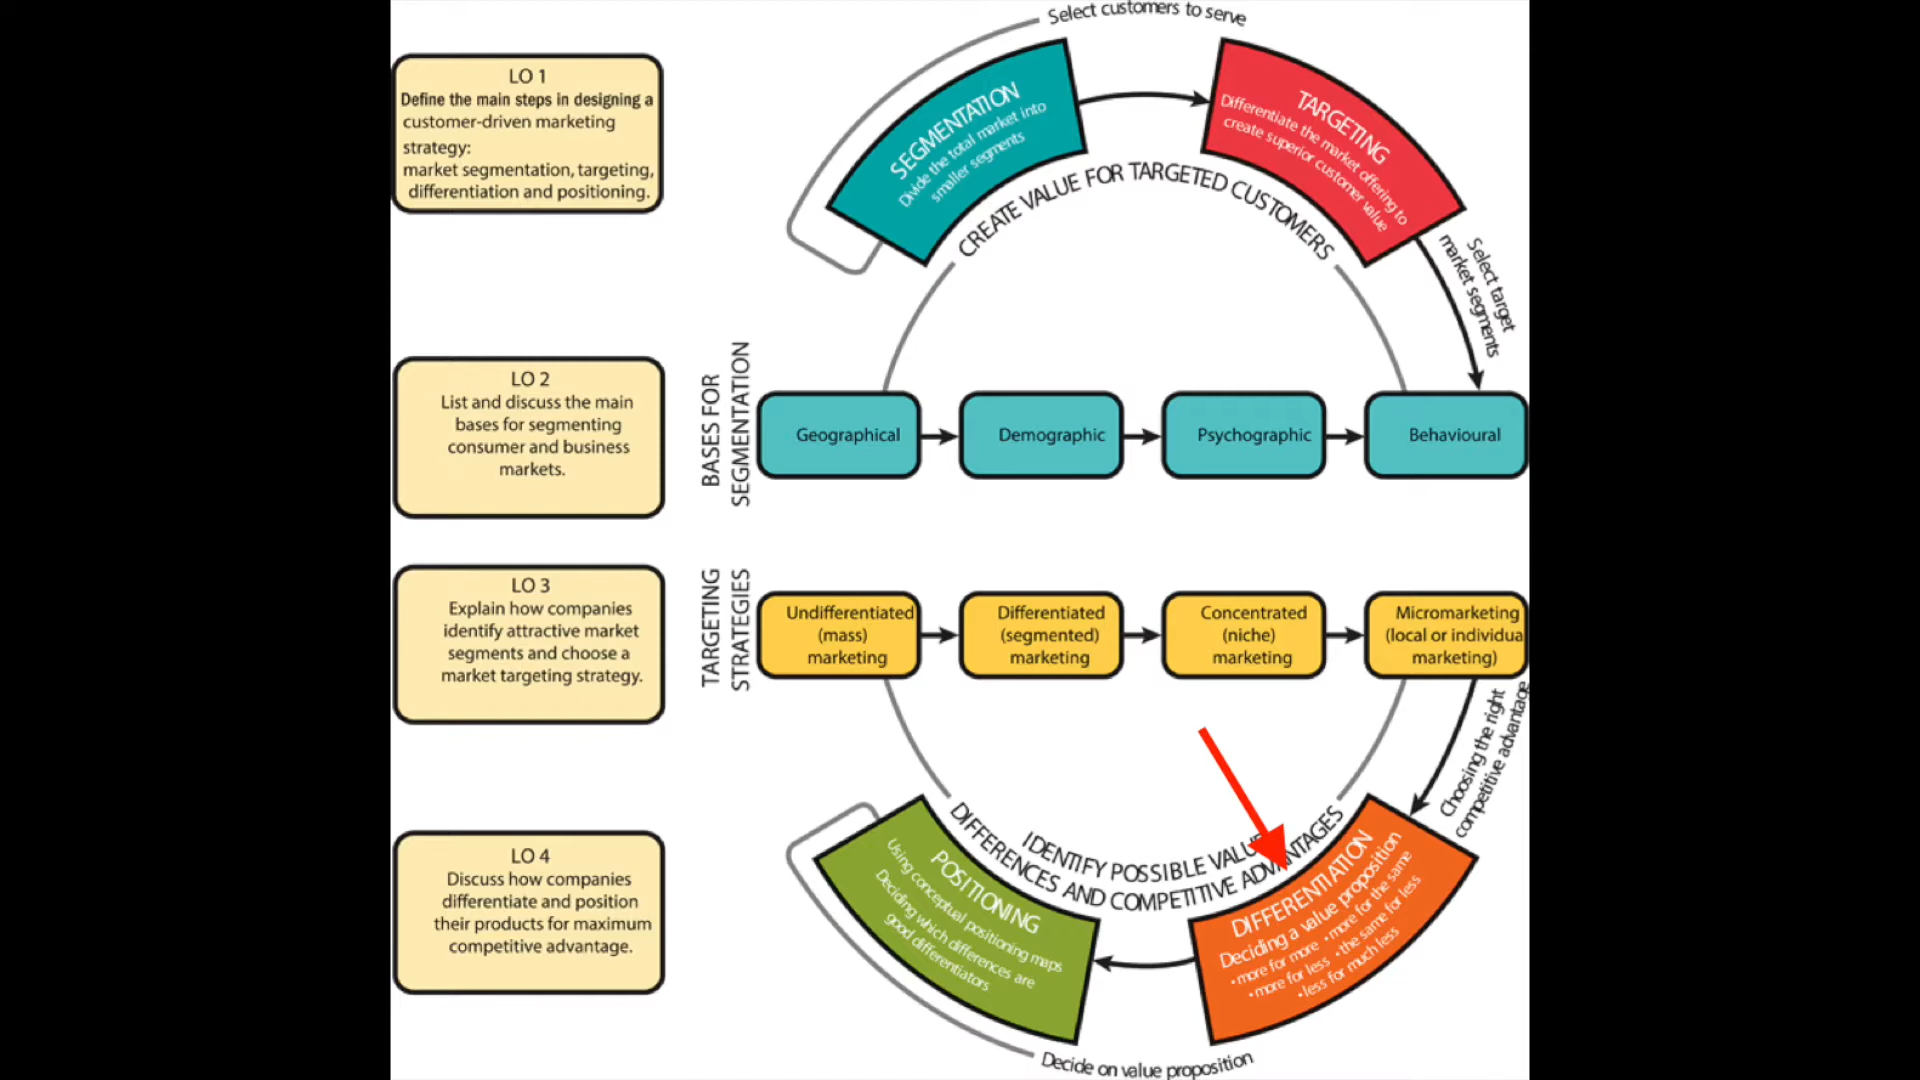 LO 1
Define the main steps in designing a
customer-driven marketing
strategy:
market segmentation, targeting,
differentiation and positioning.
Select customers to serve
SEGMENTATION
Divide the total market into
smaller segments
TARGETING
Differentiate the market offering to
create superior customer value
CREATE VALUE FOR TARGETED CUSTOMERS
Select target
market segments
LO 2
List and discuss the main
bases for segmenting
consumer and business
markets.
BASES FOR
SEGMENTATION
Geographical
Demographic
Psychographic
Behavioural
LO 3
Explain how companies
identify attractive market
segments and choose a
market targeting strategy.
TARGETING
STRATEGIES
Undifferentiated
(mass)
marketing
Differentiated
(segmented)
marketing
Concentrated
(niche)
marketing
Micromarketing
(local or individua
marketing)
Choosing the right
competitive advantage
LO 4
Discuss how companies
differentiate and position
their products for maximum
competitive advantage.
IDENTIFY POSSIBLE VALUE
DIFFERENCES AND COMPETITIVE ADVANTAGES
POSITIONING
Using conceptual positioning maps
Deciding which differences are
good differentiators
DIFFERENTIATION
Deciding a value proposition
•more for more •more for the same
•more for less •the same for less
•less for much less
Decide on value proposition